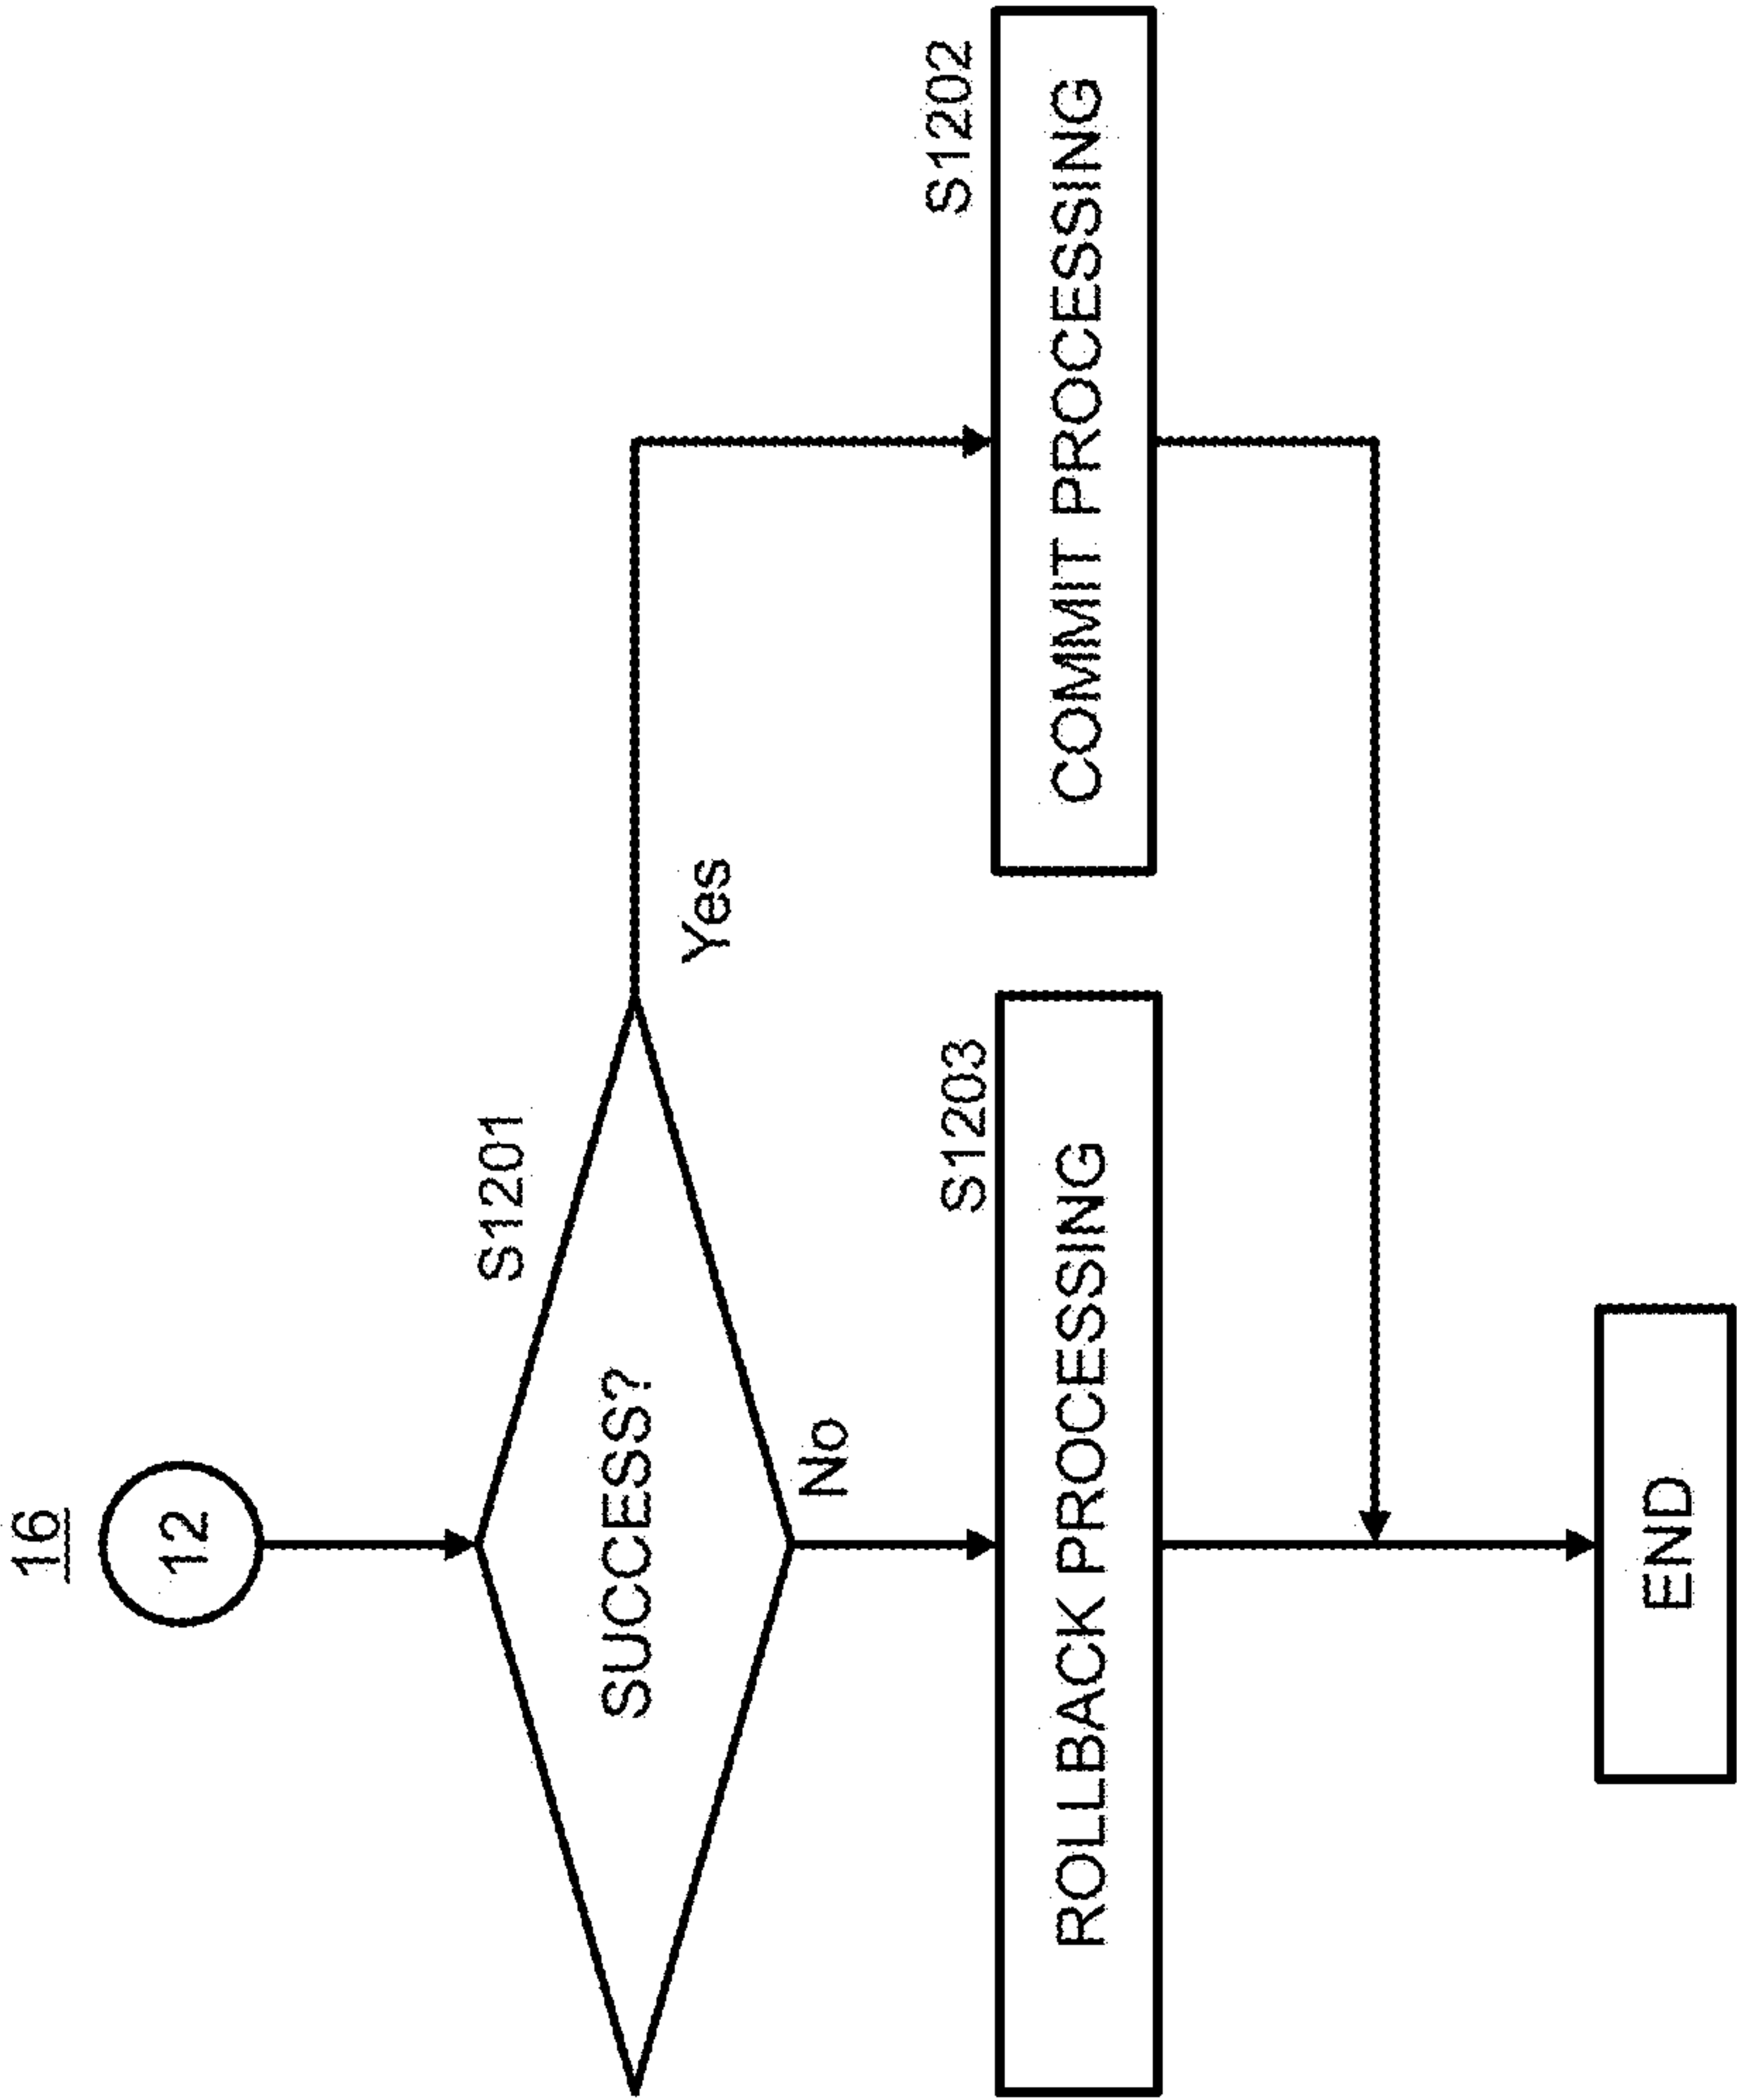 16
12
S1201
SUCCESS?
Yes
No
S1203
ROLLBACK PROCESSING
S1202
COMMIT PROCESSING
END